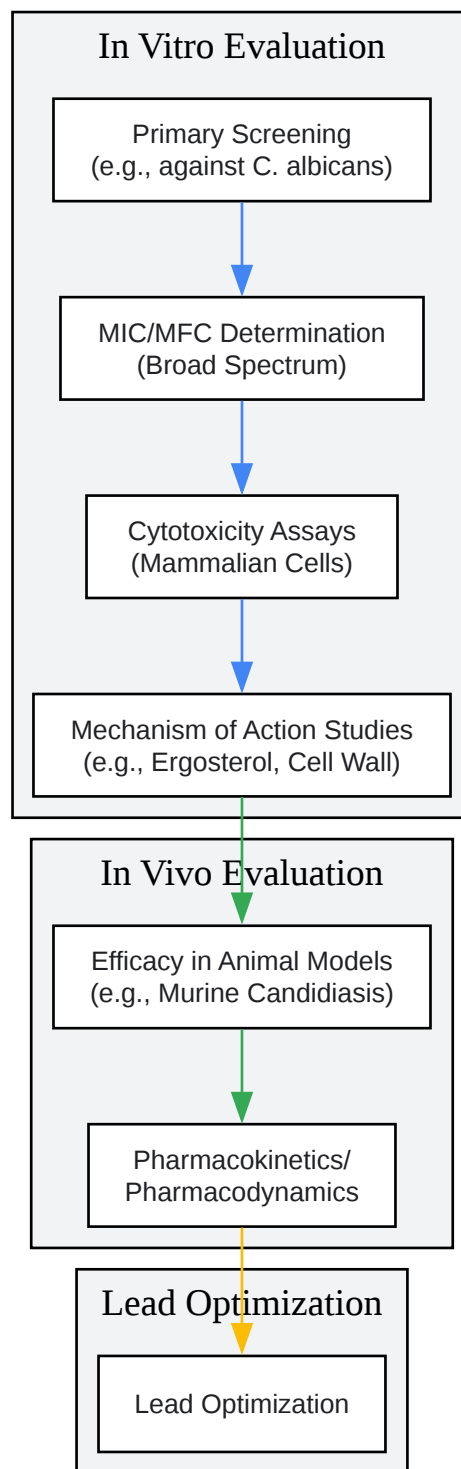 In Vitro Evaluation
Primary Screening
(e.g., against C. albicans)
MIC/MFC Determination
(Broad Spectrum)
Cytotoxicity Assays
(Mammalian Cells)
Mechanism of Action Studies
(e.g., Ergosterol, Cell Wall)
In Vivo Evaluation
Efficacy in Animal Models
(e.g., Murine Candidiasis)
Pharmacokinetics/
Pharmacodynamics
Lead Optimization
Lead Optimization